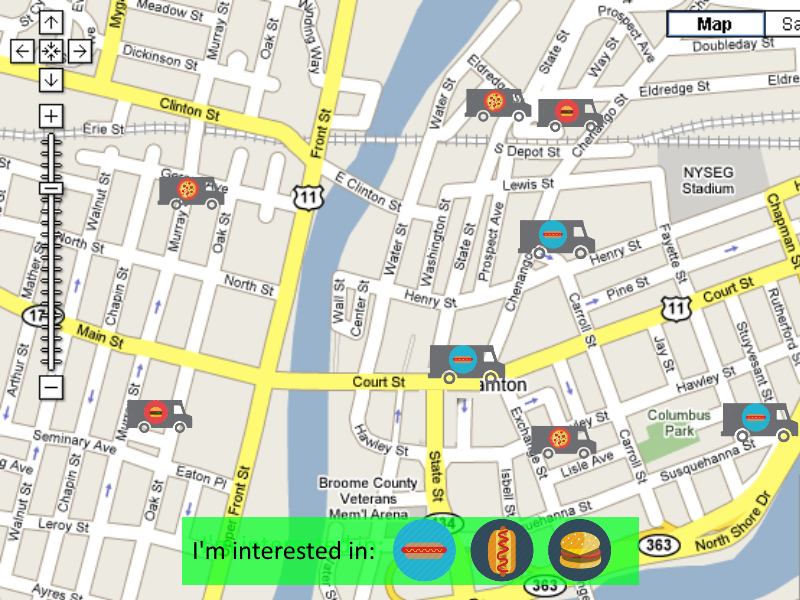 Meadow St
Murray St
Oak St
Prospect Ave
Map
Dickinson St
State St
Way St
Doubleday St
Eldredge St
Clinton St
Water St
Chenango St
Erie St
Front St
S Depot St
E Clinton St
Lewis St
NYSEG
Stadium
Walnut St
Murray
Oak St
11
Water St
Washington St
State St
Prospect Ave
Chenango
Henry St
Fayette St
Chapman St
North St
North St
Mather St
Chapin St
Wall St
Center St
Henry St
Carroll St
Pine St
11
Court St
Rutherford St
Main St
Court St
Jay St
Stuyvesant St
Hawley St
Arthur St
Columbus
Park
Hawley St
Exchange St
Lisle Ave
Carroll St
Susquehanna St
Seminary Ave
Eaton Pl
State St
Isbell St
Walnut St
Chapin St
Oak St
Broome County
Veterans
Mem'l Arena
Leroy St
Front St
363
North Shore Dr
I'm interested in:
363
Ayres St